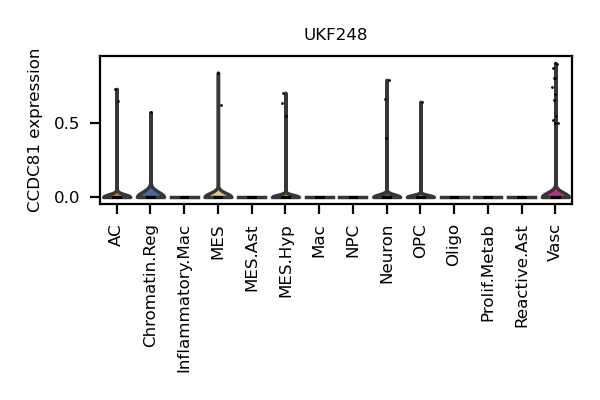 UKF248
CCDC81 expression
0.5
0.0
AC
Chromatin.Reg
Inflammatory.Mac
MES
MES.Ast
MES.Hyp
Mac
NPC
Neuron
OPC
Oligo
Prolif.Metab
Reactive.Ast
Vasc